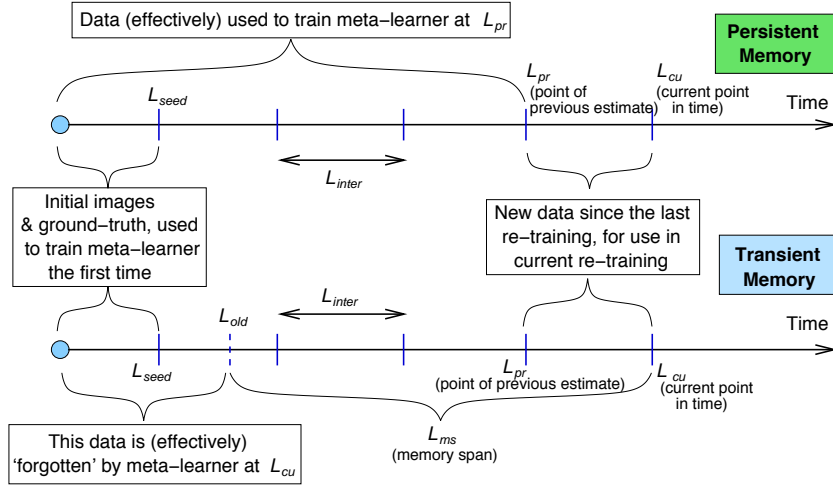 Data (effectively) used to train meta−learner at L_pr
Persistent
Memory
L_pr
(point of
previous estimate)
L_cu
(current point
in time)
Time
L_seed
L_inter
Initial images
& ground−truth, used
to train meta−learner
the first time
New data since the last
re−training, for use in
current re−training
Transient
Memory
L_old
L_inter
Time
L_seed
L_pr
(point of previous estimate)
L_cu
(current point
in time)
This data is (effectively)
‘forgotten’ by meta−learner at L_cu
L_ms
(memory span)